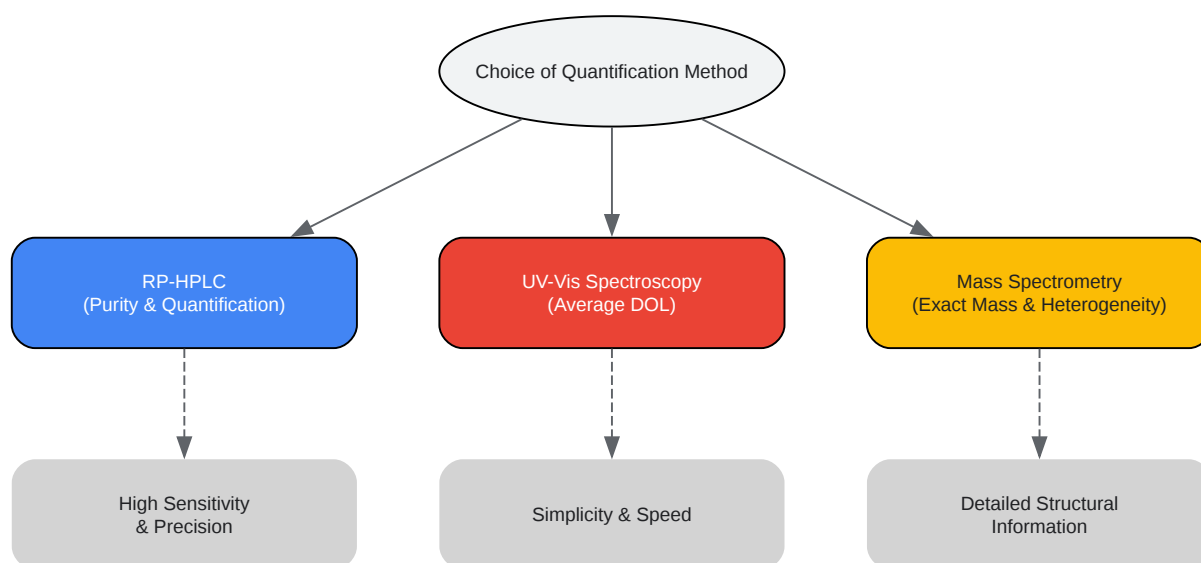 Choice of Quantification Method
RP-HPLC
(Purity & Quantification)
UV-Vis Spectroscopy
(Average DOL)
Mass Spectrometry
(Exact Mass & Heterogeneity)
High Sensitivity
& Precision
Simplicity & Speed
Detailed Structural
Information